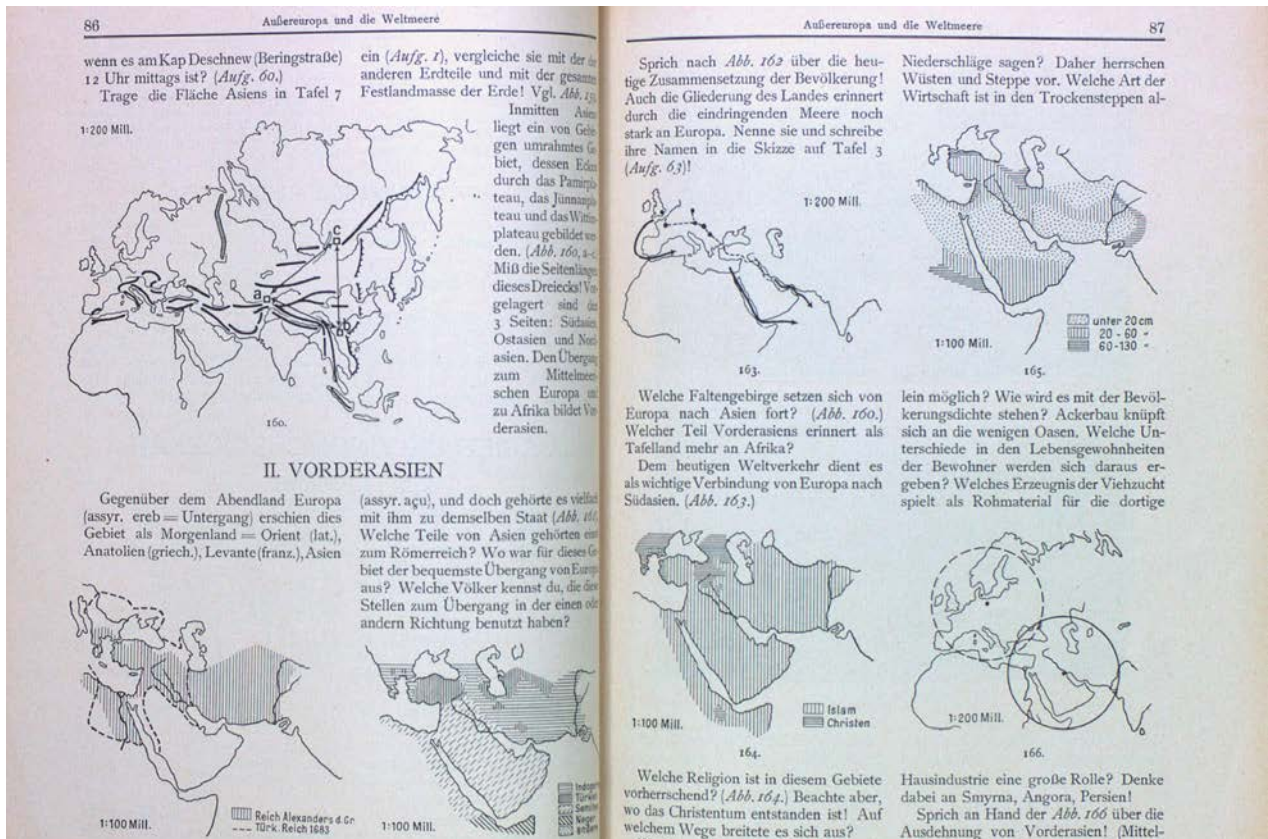 86
Außereuropa und die Weltmeere
wenn es am Kap Deschnew (Beringstraße)
12 Uhr mittags ist? (Aufg. 60.)
Trage die Fläche Asiens in Tafel 7
ein (Aufg. 1), vergleiche sie mit der
anderen Erdteile und mit der gesamten
Festlandmasse der Erde! Vgl. Abb.
Inmitten Asiens
liegt ein von
gen umrahmtes
biet, dessen Ecken
durch das
teau, das
teau und das
plateau gebildet
den. (Abb. 160, a-c.
Miß die Seitenlängen
dieses Dreiecks!
gelagert sind den
3 Seiten: Südasien,
Ostasien und Nord-
asien. Den Übergang
zum Mittelmeeri-
schen Europa und
zu Afrika bildet
derasien.
1:200 Mill.
a
b
c
160.
II. VORDERASIEN
Gegenüber dem Abendland Europa
(assyr. ereb = Untergang) erschien dies
Gebiet als Morgenland = Orient (lat.),
Anatolien (griech.), Levante (franz.), Asien
(assyr. açu), und doch gehörte es vielfach
mit ihm zu demselben Staat (Abb.
Welche Teile von Asien gehörten einst
zum Römerreich? Wo war für dieses Ge-
biet der bequemste Übergang von Europa
aus? Welche Völker kennst du, die diese
Stellen zum Übergang in der einen oder
andern Richtung benutzt haben?
1:100 Mill.
Reich Alexanders d. Gr
Türk. Reich 1683
1:100 Mill.
Außereuropa und die Weltmeere
87
Sprich nach Abb. 162 über die heu-
tige Zusammensetzung der Bevölkerung!
Auch die Gliederung des Landes erinnert
durch die eindringenden Meere noch
stark an Europa. Nenne sie und schreibe
ihre Namen in die Skizze auf Tafel 3
(Aufg. 63)!
1:200 Mill.
163.
Welche Faltengebirge setzen sich von
Europa nach Asien fort? (Abb. 160.)
Welcher Teil Vorderasiens erinnert als
Tafelland mehr an Afrika?
Dem heutigen Weltverkehr dient es
als wichtige Verbindung von Europa nach
Südasien. (Abb. 163.)
1:100 Mill.
Islam
Christen
164.
Welche Religion ist in diesem Gebiete
vorherrschend? (Abb. 164.) Beachte aber,
wo das Christentum entstanden ist! Auf
welchem Wege breitete es sich aus?
Niederschläge sagen? Daher herrschen
Wüsten und Steppe vor. Welche Art der
Wirtschaft ist in den Trockensteppen al-
1:100 Mill.
unter 20 cm
20 - 60 "
60-130 "
165.
lein möglich? Wie wird es mit der Bevöl-
kerungsdichte stehen? Ackerbau knüpft
sich an die wenigen Oasen. Welche Un-
terschiede in den Lebensgewohnheiten
der Bewohner werden sich daraus er-
geben? Welches Erzeugnis der Viehzucht
spielt als Rohmaterial für die dortige
1:200 Mill.
166.
Hausindustrie eine große Rolle? Denke
dabei an Smyrna, Angora, Persien!
Sprich an Hand der Abb. 166 über die
Ausdehnung von Vorderasien! (Mittel-